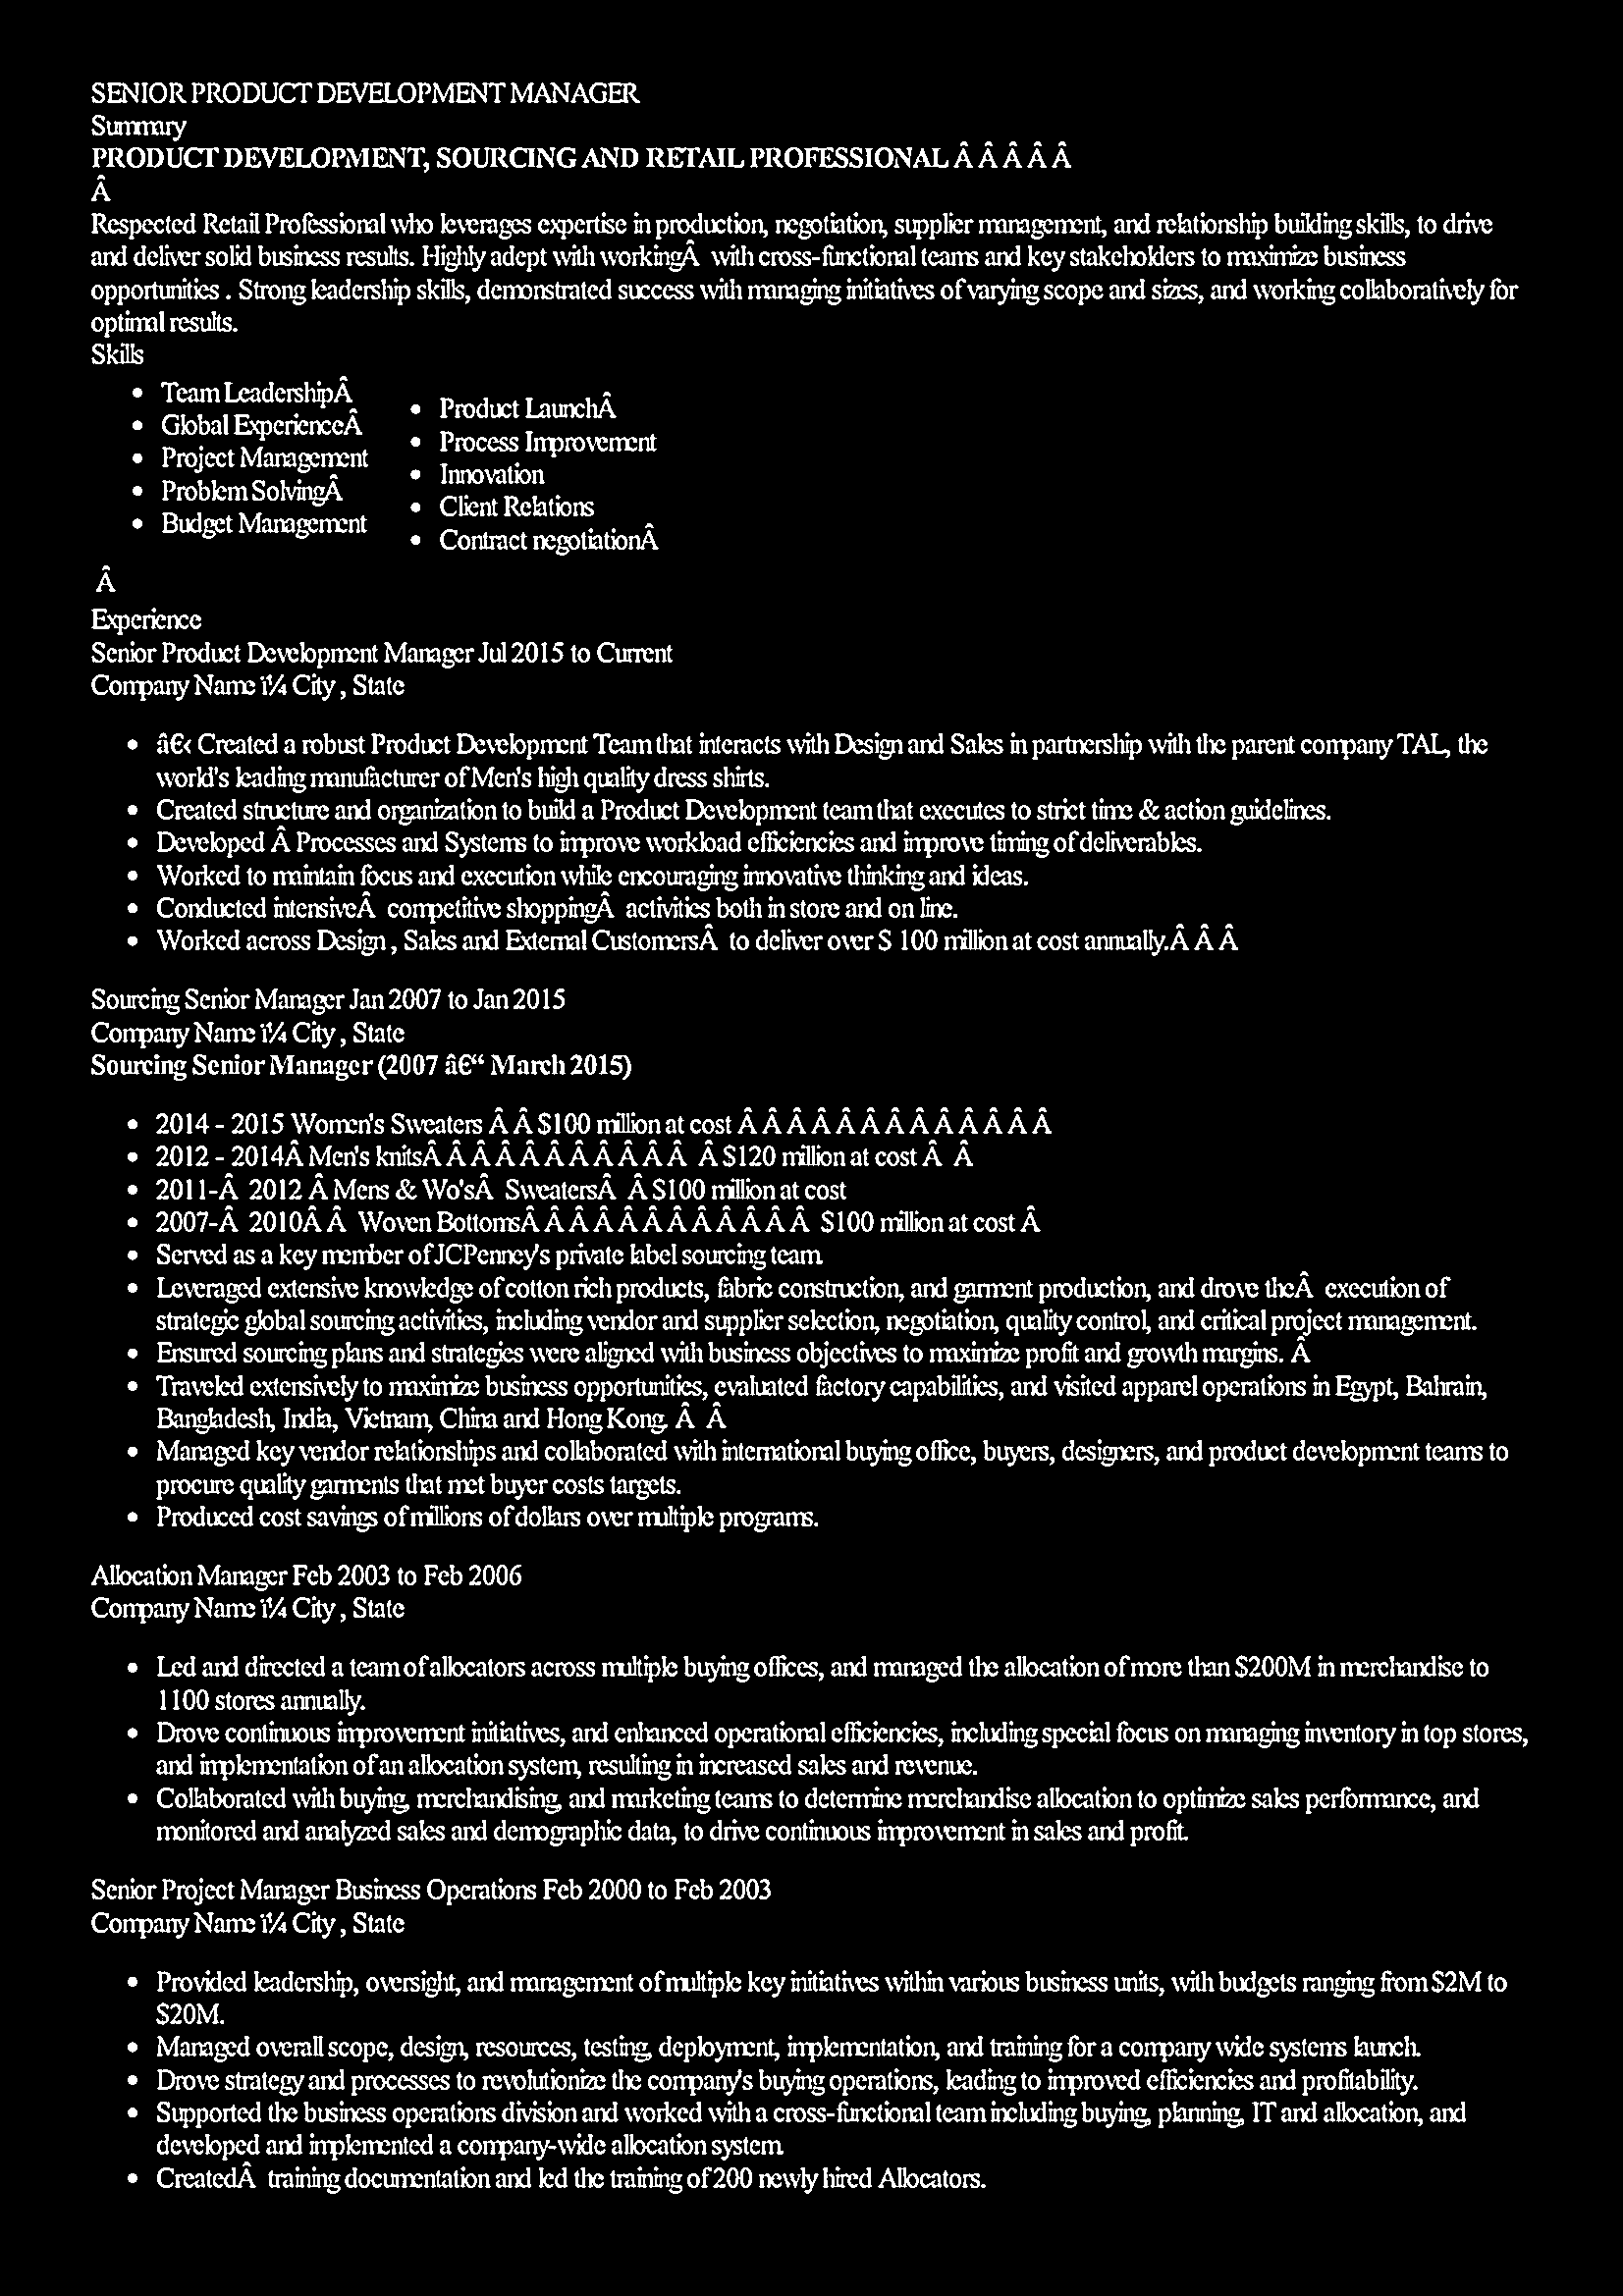 SENIOR PRODUCT DEVELOPMENT MANAGER
Summary
PRODUCT DEVELOPMENT, SOURCING AND RETAIL PROFESSIONAL Â Â Â Â Â
Â
Respected Retail Professional who leverages expertise in production, negotiation, supplier management, and relationship building skills, to drive
and deliver solid business results. Highly adept with workingÂ  with cross-functional teams and key stakeholders to maximize business
opportunities . Strong leadership skills, demonstrated success with managing initiatives of varying scope and sizes, and working collaboratively for
optimal results.
Skills
• Team LeadershipÂ
• Global ExperienceÂ
• Project Management
• Problem SolvingÂ
• Budget Management
• Product LaunchÂ
• Process Improvement
• Innovation
• Client Relations
• Contract negotiationÂ
Â
Experience
Senior Product Development Manager Jul 2015 to Current
Company Name ï¼ City , State
• â€‹ Created a robust Product Development Team that interacts with Design and Sales in partnership with the parent company TAL, the
world's leading manufacturer of Men's high quality dress shirts.
• Created structure and organization to build a Product Development team that executes to strict time & action guidelines.
• Developed Â Processes and Systems to improve workload efficiencies and improve timing of deliverables.
• Worked to maintain focus and execution while encouraging innovative thinking and ideas.
• Conducted intensiveÂ  competitive shoppingÂ  activities both in store and on line.
• Worked across Design , Sales and External CustomersÂ  to deliver over $ 100 million at cost annually.Â Â Â
Sourcing Senior Manager Jan 2007 to Jan 2015
Company Name ï¼ City , State
Sourcing Senior Manager (2007 â€“ March 2015)
• 2014 - 2015 Women's Sweaters Â Â $100 million at cost Â Â Â Â Â Â Â Â Â Â Â Â Â
• 2012 - 2014Â Men's knitsÂ Â Â Â Â Â Â Â Â Â Â  Â $120 million at cost Â  Â
• 2011-Â  2012 Â Mens & Wo'sÂ  SweatersÂ  Â $100 million at cost
• 2007-Â  2010Â Â  Woven BottomsÂ Â Â Â Â Â Â Â Â Â Â Â  $100 million at cost Â
• Served as a key member of JCPenney's private label sourcing team.
• Leveraged extensive knowledge of cotton rich products, fabric construction, and garment production, and drove theÂ  execution of
strategic global sourcing activities, including vendor and supplier selection, negotiation, quality control, and critical project management.
• Ensured sourcing plans and strategies were aligned with business objectives to maximize profit and growth margins. Â
• Traveled extensively to maximize business opportunities, evaluated factory capabilities, and visited apparel operations in Egypt, Bahrain,
Bangladesh, India, Vietnam, China and Hong Kong. Â  Â
• Managed key vendor relationships and collaborated with international buying office, buyers, designers, and product development teams to
procure quality garments that met buyer costs targets.
• Produced cost savings of millions of dollars over multiple programs.
Allocation Manager Feb 2003 to Feb 2006
Company Name ï¼ City , State
• Led and directed a team of allocators across multiple buying offices, and managed the allocation of more than $200M in merchandise to
1100 stores annually.
• Drove continuous improvement initiatives, and enhanced operational efficiencies, including special focus on managing inventory in top stores,
and implementation of an allocation system, resulting in increased sales and revenue.
• Collaborated with buying, merchandising, and marketing teams to determine merchandise allocation to optimize sales performance, and
monitored and analyzed sales and demographic data, to drive continuous improvement in sales and profit.
Senior Project Manager Business Operations Feb 2000 to Feb 2003
Company Name ï¼ City , State
• Provided leadership, oversight, and management of multiple key initiatives within various business units, with budgets ranging from $2M to
$20M.
• Managed overall scope, design, resources, testing, deployment, implementation, and training for a company wide systems launch.
• Drove strategy and processes to revolutionize the company's buying operations, leading to improved efficiencies and profitability.
• Supported the business operations division and worked with a cross-functional team including buying, planning, IT and allocation, and
developed and implemented a company-wide allocation system.
• CreatedÂ  training documentation and led the training of 200 newly hired Allocators.